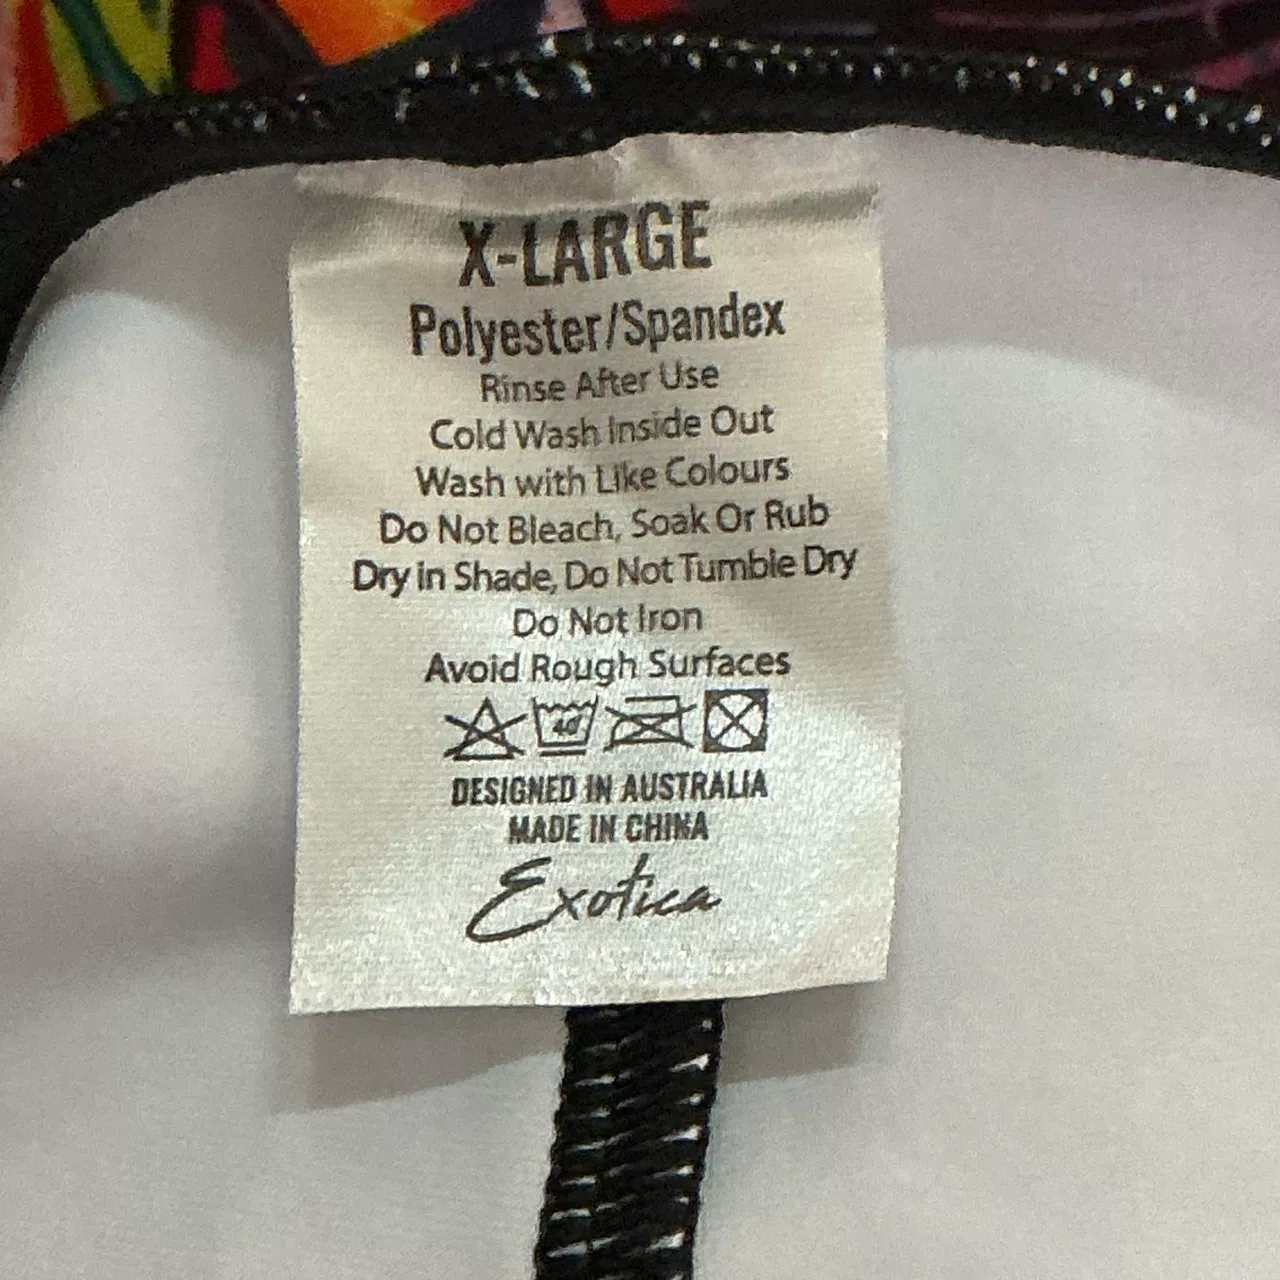 X-LARGE
Polyester/Spandex
Rinse After Use
Cold Wash Inside Out
Wash with Like Colours
Do Not Bleach, Soak Or Rub
Dry in Shade, Do Not Tumble Dry
Do Not Iron
Avoid Rough Surfaces
40
DESIGNED IN AUSTRALIA
MADE IN CHINA
Exotica